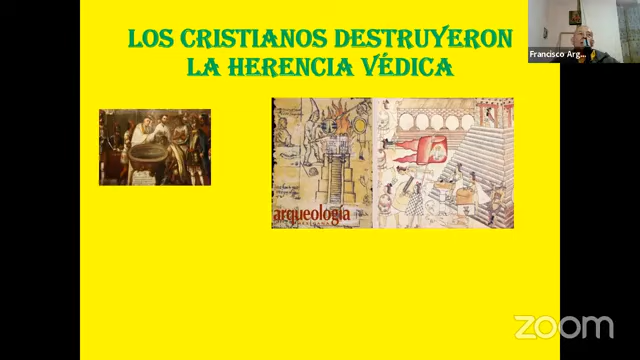 LOS CRISTIANOS DESTRUYERON
LA HERENCIA VÉDICA
Francisco Arg...
arqueología
zoom